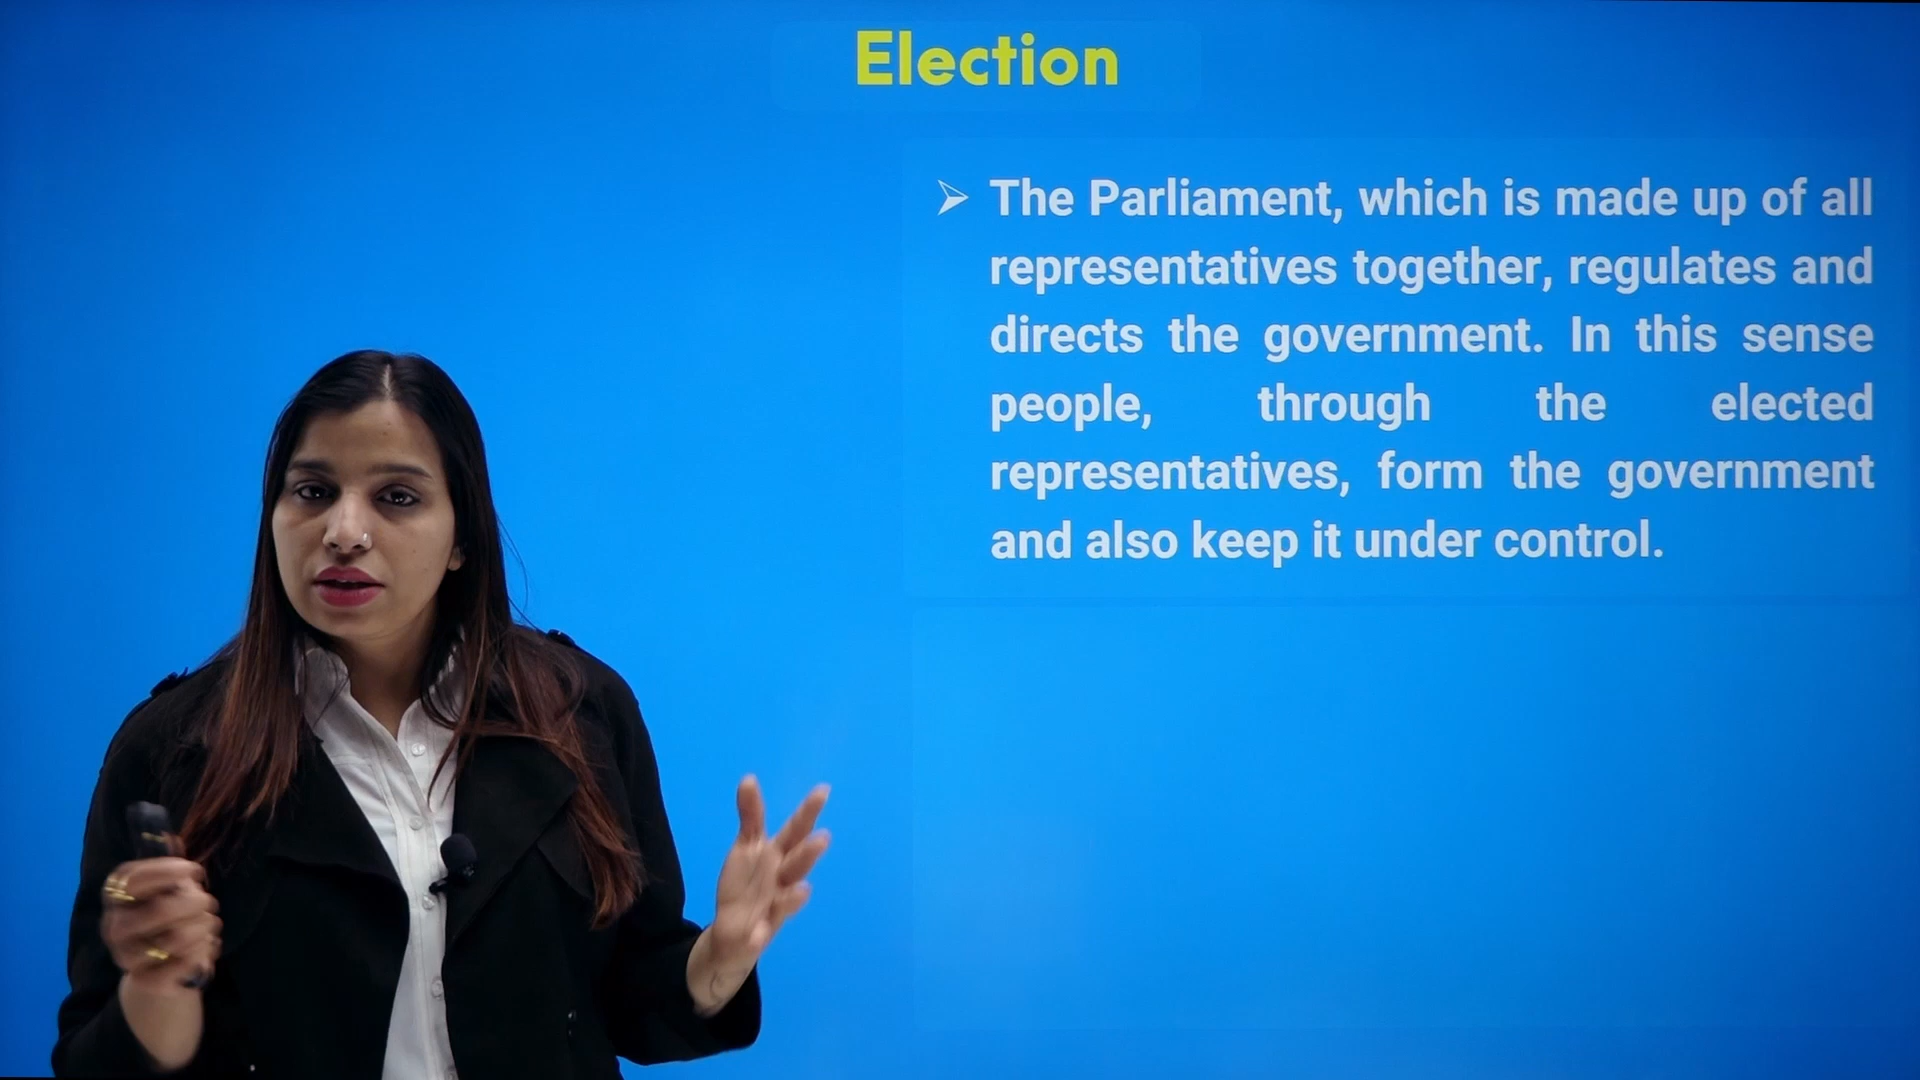 Election
The Parliament, which is made up of all
representatives together, regulates and
directs the government. In this sense
people, through the elected
representatives, form the government
and also keep it under control.